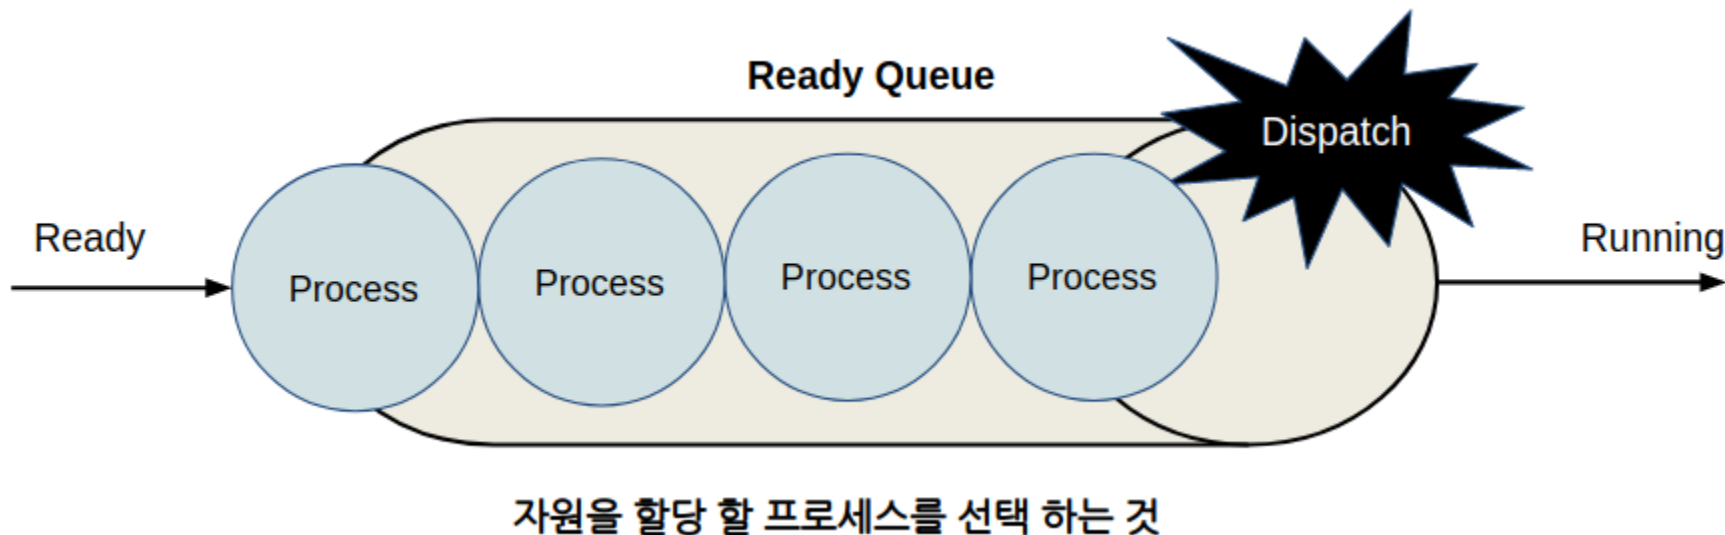 Ready Queue
Dispatch
Ready
Running
Process
Process
Process
Process
자원을 할당 할 프로세스를 선택 하는 것